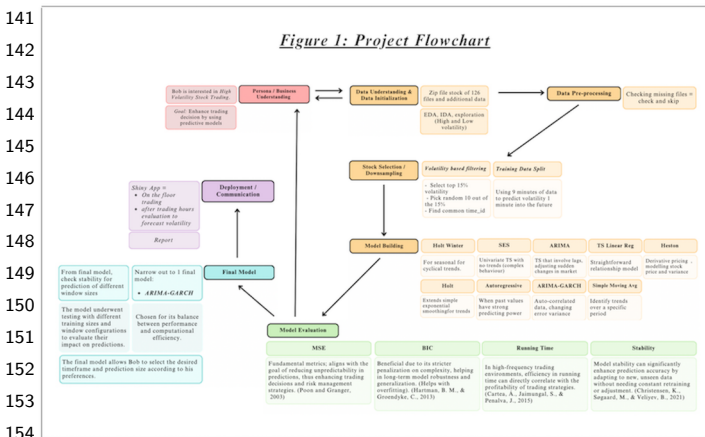 141
142
Figure 1: Project Flowchart
143
Bob is interested in High
Volatility Stock Trading.
Goal: Enhance trading
decision by using
predictive models
Persona / Business
Understanding
Data Understanding &
Data Initialization
Zip file stock of 126
files and additional data
EDA, IDA, exploration
(High and Low
volatility)
Data Pre-processing
Checking missing files =
check and skip
144
145
146
Stock Selection /
Downsampling
Volatility based filtering
- Select top 15%
volatility
- Pick random 10 out of
the 15%
- Find common time_id
Training Data Split
Using 9 minutes of data
to predict volatility 1
minute into the future
Shiny App =
• On the floor
trading
• after trading hours
evaluation to
forecast volatility
Report
Deployment /
Communication
147
148
Model Building
Holt Winter
For seasonal for
cyclical trends.
SES
Univariate TS with
no trends (complex
behaviour)
ARIMA
TS that involve lags,
adjusting sudden
changes in market
TS Linear Reg
Straightforward
relationship model
Heston
Derivative pricing -
modelling stock
price and variance
149
From final model,
check stability for
prediction of different
window sizes
Narrow out to 1 final
model:
• ARIMA-GARCH
Final Model
Holt
Extends simple
exponential
smoothingfor trends
Autoregressive
When past values
have strong
predicting power
ARIMA-GARCH
Auto-correlated
data, changing
error variance
Simple Moving Avg
Identify trends
over a specific
period
150
The model underwent
testing with different
training sizes and
window configurations
to evaluate their
impact on predictions.
Chosen for its balance
between performance
and computational
efficiency.
151
Model Evaluation
152
The final model allows Bob to select the desired
timeframe and prediction size according to his
preferences.
MSE
Fundamental metrics; aligns with the
goal of reducing unpredictability in
predictions, thus enhancing trading
decisions and risk management
strategies. (Poon and Granger,
2003)
BIC
Beneficial due to its stricter
penalization on complexity, helping
in long-term model robustness and
generalization. (Helps with
overfitting). (Hartman, B. M., &
Groendyke, C., 2013)
Running Time
In high-frequency trading
environments, efficiency in running
time can directly correlate with the
profitability of trading strategies.
(Cartea, Á., Jaimungal, S., &
Penalva, J., 2015)
Stability
Model stability can significantly
enhance prediction accuracy by
adapting to new, unseen data
without needing constant retraining
or adjustment. (Christensen, K.,
Søgaard, M., & Veliyev, B., 2021)
153
154